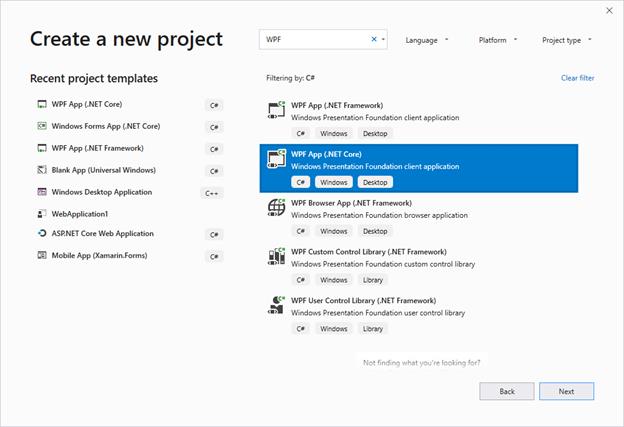 Create a new project
WPF
Language
Platform
Project type
Recent project templates
Filtering by: C#
Clear filter
WPF App (.NET Core)
C#
Windows Forms App (.NET Core)
C#
WPF App (.NET Framework)
C#
Blank App (Universal Windows)
C#
Windows Desktop Application
C++
WebApplication1
ASP.NET Core Web Application
C#
Mobile App (Xamarin.Forms)
C#
WPF App (.NET Framework)
Windows Presentation Foundation client application
C# Windows Desktop
WPF App (.NET Core)
Windows Presentation Foundation client application
C# Windows Desktop
WPF Browser App (.NET Framework)
Windows Presentation Foundation browser application
C# Windows Desktop
WPF Custom Control Library (.NET Framework)
Windows Presentation Foundation custom control library
C# Windows Library
WPF User Control Library (.NET Framework)
Windows Presentation Foundation user control library
C# Windows Library
Not finding what you're looking for?
Back
Next